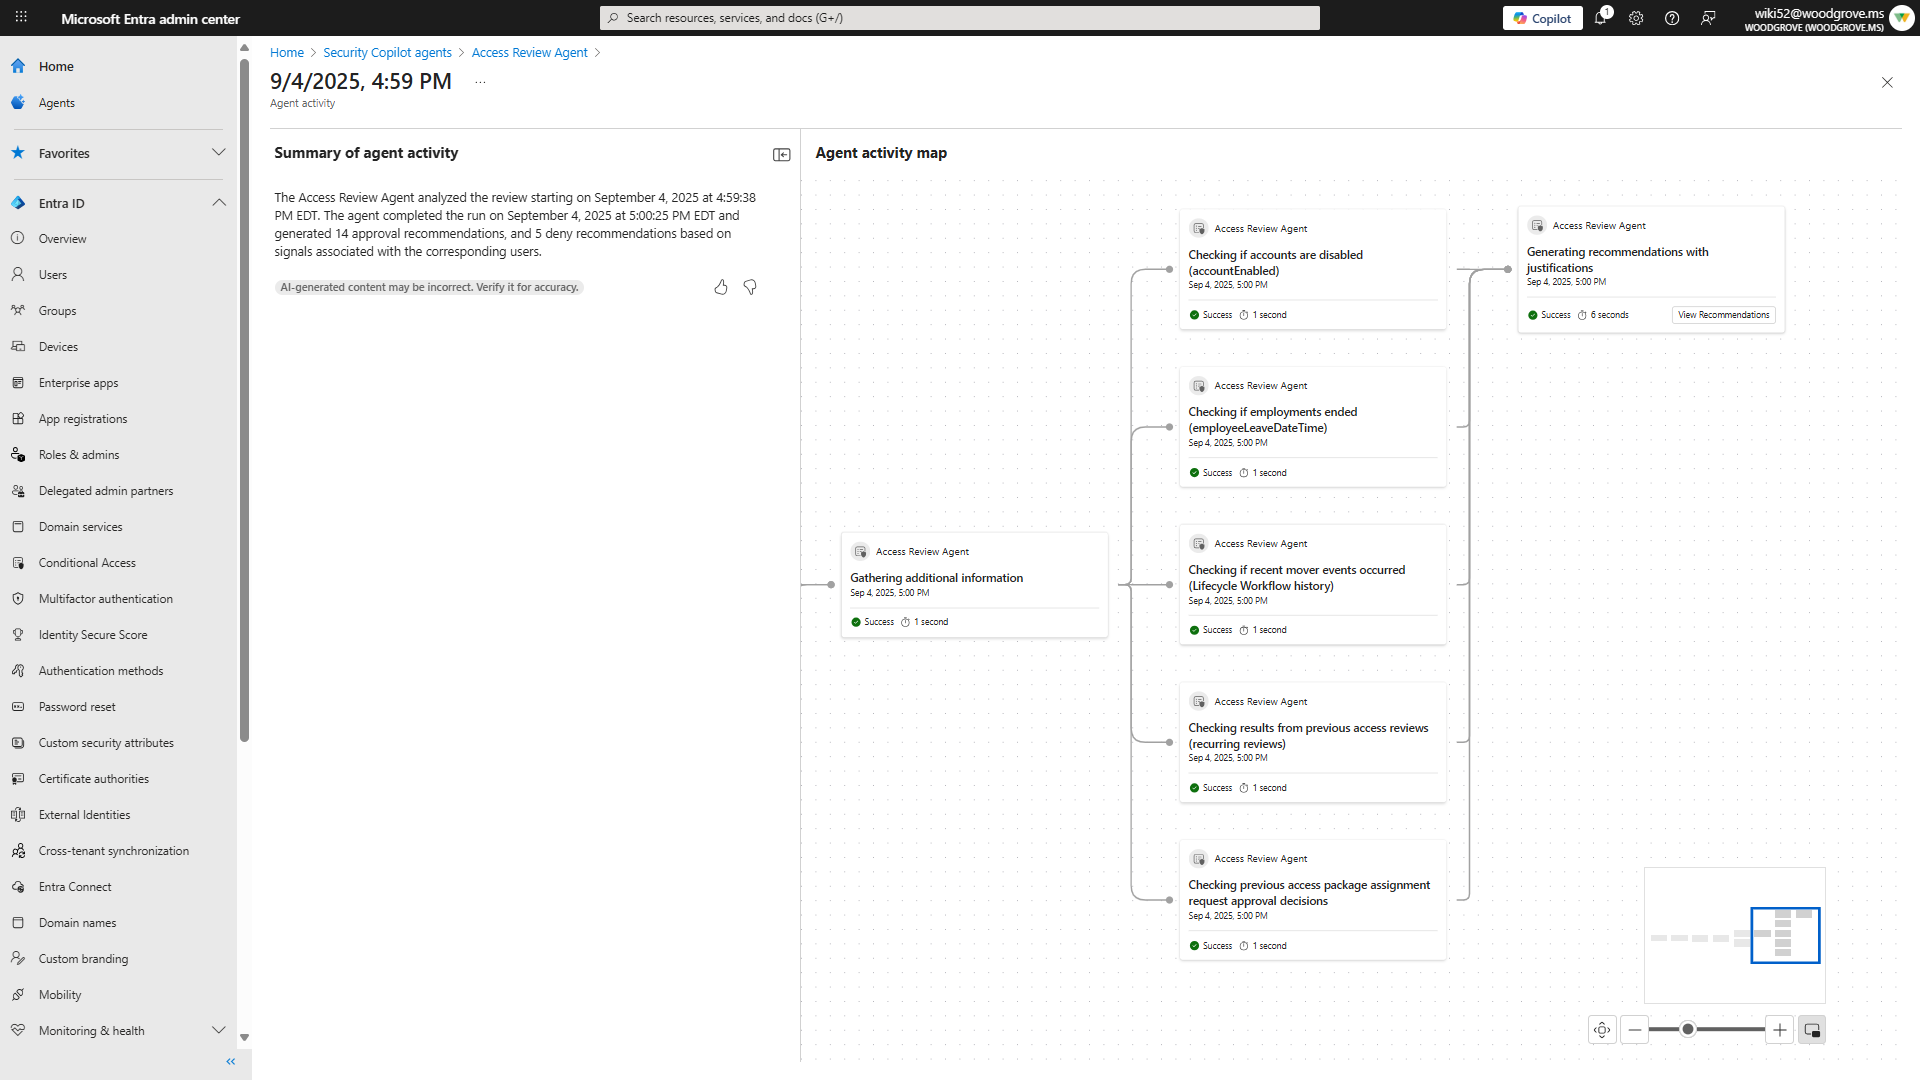 Microsoft Entra admin center
Search resources, services, and docs (G+/)
Copilot
1
wiki52@woodgrove.ms
WOODGROVE (WOODGROVE.MS)
Home
Agents
Favorites
Entra ID
Overview
Users
Groups
Devices
Enterprise apps
App registrations
Roles & admins
Delegated admin partners
Domain services
Conditional Access
Multifactor authentication
Identity Secure Score
Authentication methods
Password reset
Custom security attributes
Certificate authorities
External Identities
Cross-tenant synchronization
Entra Connect
Domain names
Custom branding
Mobility
Monitoring & health
Home > Security Copilot agents > Access Review Agent >
9/4/2025, 4:59 PM ...
Agent activity
Summary of agent activity
The Access Review Agent analyzed the review starting on September 4, 2025 at 4:59:38
PM EDT. The agent completed the run on September 4, 2025 at 5:00:25 PM EDT and
generated 14 approval recommendations, and 5 deny recommendations based on
signals associated with the corresponding users.
AI-generated content may be incorrect. Verify it for accuracy.
Agent activity map
Access Review Agent
Gathering additional information
Sep 4, 2025, 5:00 PM
Success 1 second
Access Review Agent
Checking if accounts are disabled
(accountEnabled)
Sep 4, 2025, 5:00 PM
Success 1 second
Access Review Agent
Checking if employments ended
(employeeLeaveDateTime)
Sep 4, 2025, 5:00 PM
Success 1 second
Access Review Agent
Checking if recent mover events occurred
(Lifecycle Workflow history)
Sep 4, 2025, 5:00 PM
Success 1 second
Access Review Agent
Checking results from previous access reviews
(recurring reviews)
Sep 4, 2025, 5:00 PM
Success 1 second
Access Review Agent
Checking previous access package assignment
request approval decisions
Sep 4, 2025, 5:00 PM
Success 1 second
Access Review Agent
Generating recommendations with
justifications
Sep 4, 2025, 5:00 PM
Success 6 seconds View Recommendations